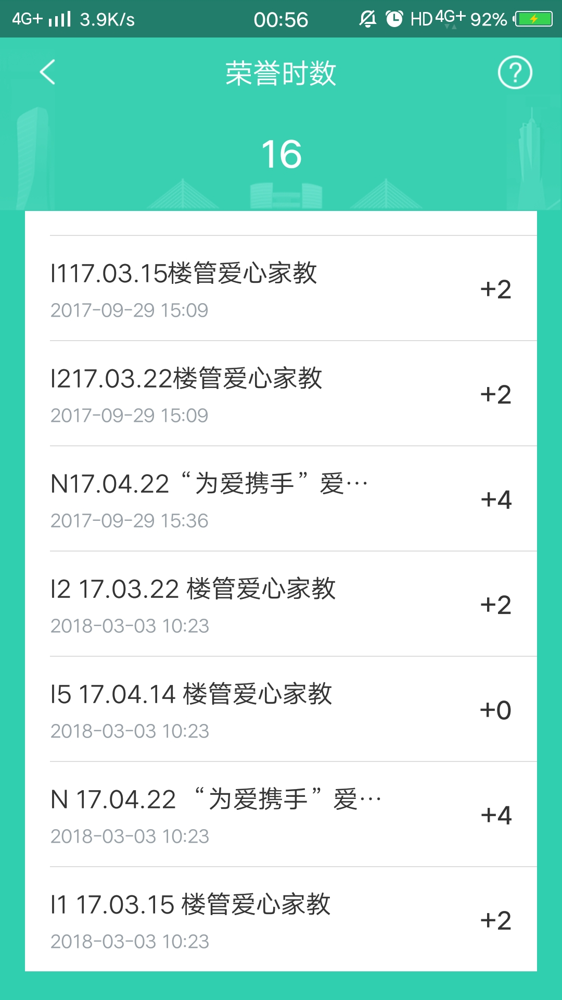 4G+ 3.9K/s 00:56 HD 4G+ 92%
荣誉时数
?
16
I117.03.15楼管爱心家教
+2
2017-09-29 15:09
I217.03.22楼管爱心家教
+2
2017-09-29 15:09
N17.04.22“为爱携手”爱…
+4
2017-09-29 15:36
I2 17.03.22 楼管爱心家教
+2
2018-03-03 10:23
I5 17.04.14 楼管爱心家教
+0
2018-03-03 10:23
N 17.04.22 “为爱携手”爱…
+4
2018-03-03 10:23
I1 17.03.15 楼管爱心家教
+2
2018-03-03 10:23